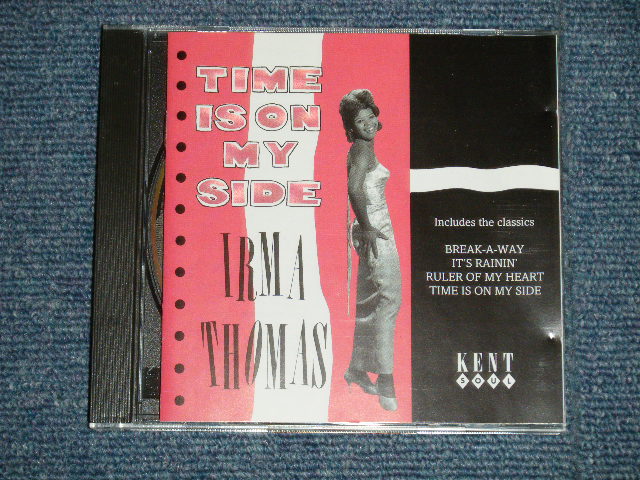 TIME
IS ON
MY
SIDE
IRMA
THOMAS
Includes the classics
BREAK-A-WAY
IT'S RAININ'
RULER OF MY HEART
TIME IS ON MY SIDE
KENT
SOUL